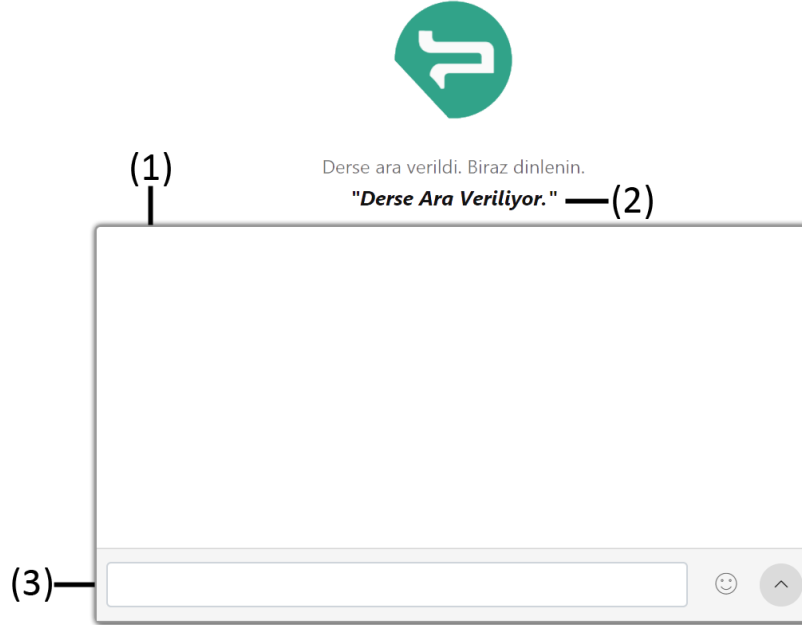 (1)
Derse ara verildi. Biraz dinlenin.
"Derse Ara Veriliyor." (2)
(3)